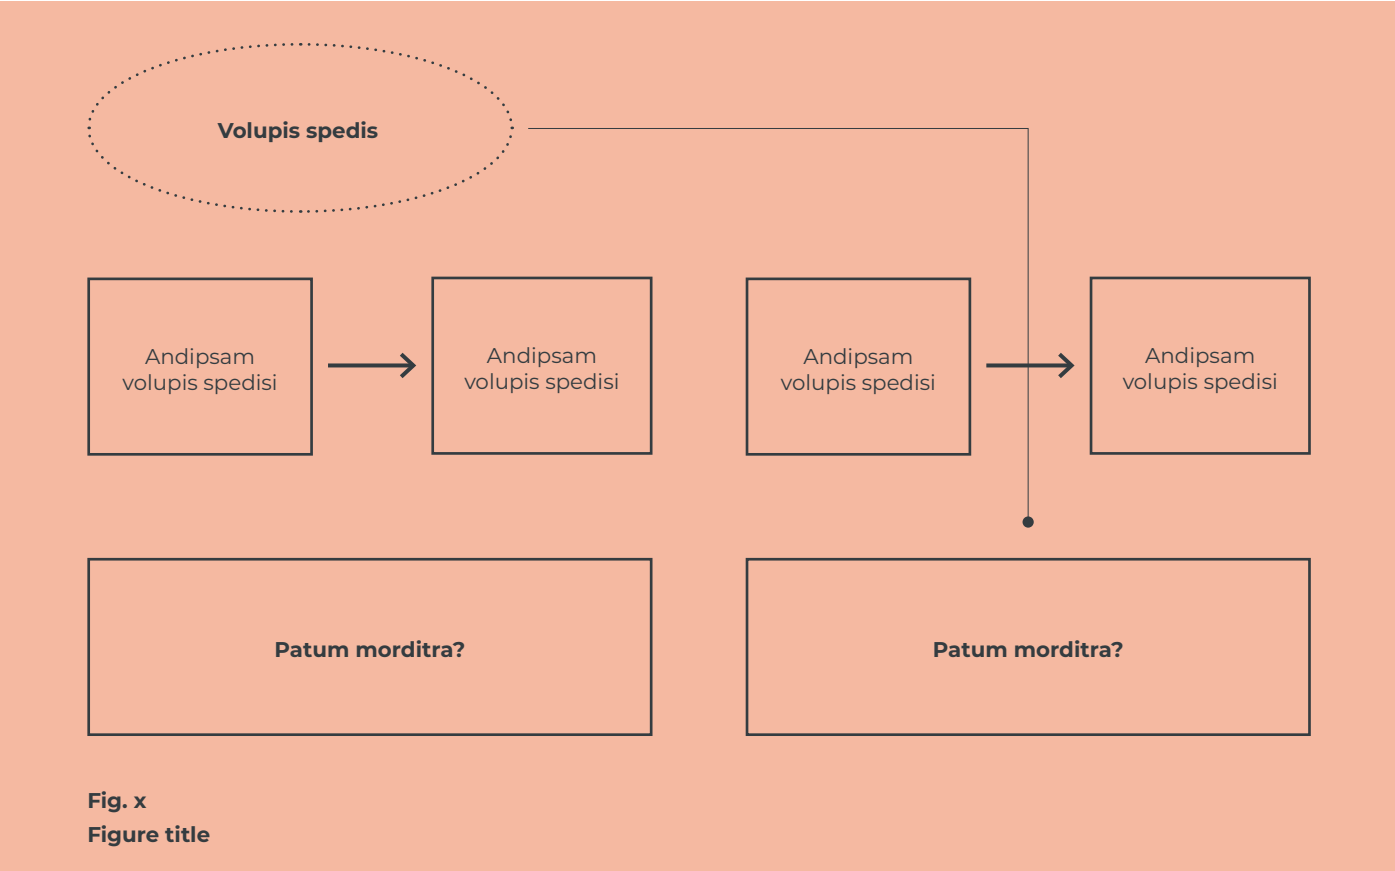 Volupis spedis
Andipsam
volupis spedisi
Andipsam
volupis spedisi
Andipsam
volupis spedisi
Andipsam
volupis spedisi
Patum morditra?
Patum morditra?
Fig. x
Figure title